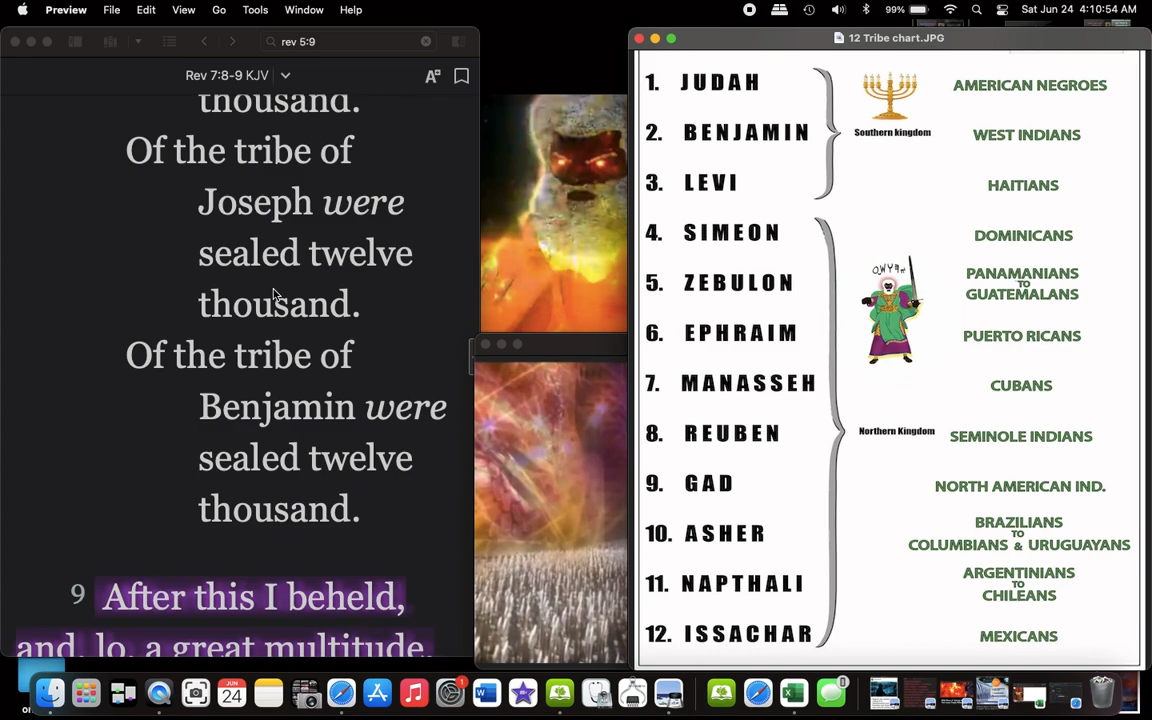 Preview File Edit View Go Tools Window Help 99% Sat Jun 24 4:10:54 AM
rev 5:9
Rev 7:8-9 KJV
thousand.
Of the tribe of
Joseph were
sealed twelve
thousand.
Of the tribe of
Benjamin were
sealed twelve
thousand.
9 After this I beheld,
and, lo, a great multitude,
12 Tribe chart.JPG
1. JUDAH
AMERICAN NEGROES
2. BENJAMIN
Southern kingdom
WEST INDIANS
3. LEVI
HAITIANS
4. SIMEON
DOMINICANS
5. ZEBULON
PANAMANIANS
TO
GUATEMALANS
6. EPHRAIM
PUERTO RICANS
7. MANASSEH
CUBANS
8. REUBEN
Northern Kingdom
SEMINOLE INDIANS
9. GAD
NORTH AMERICAN IND.
10. ASHER
BRAZILIANS
TO
COLUMBIANS & URUGUAYANS
11. NAPTHALI
ARGENTINIANS
TO
CHILEANS
12. ISSACHAR
MEXICANS
JUN
24
1